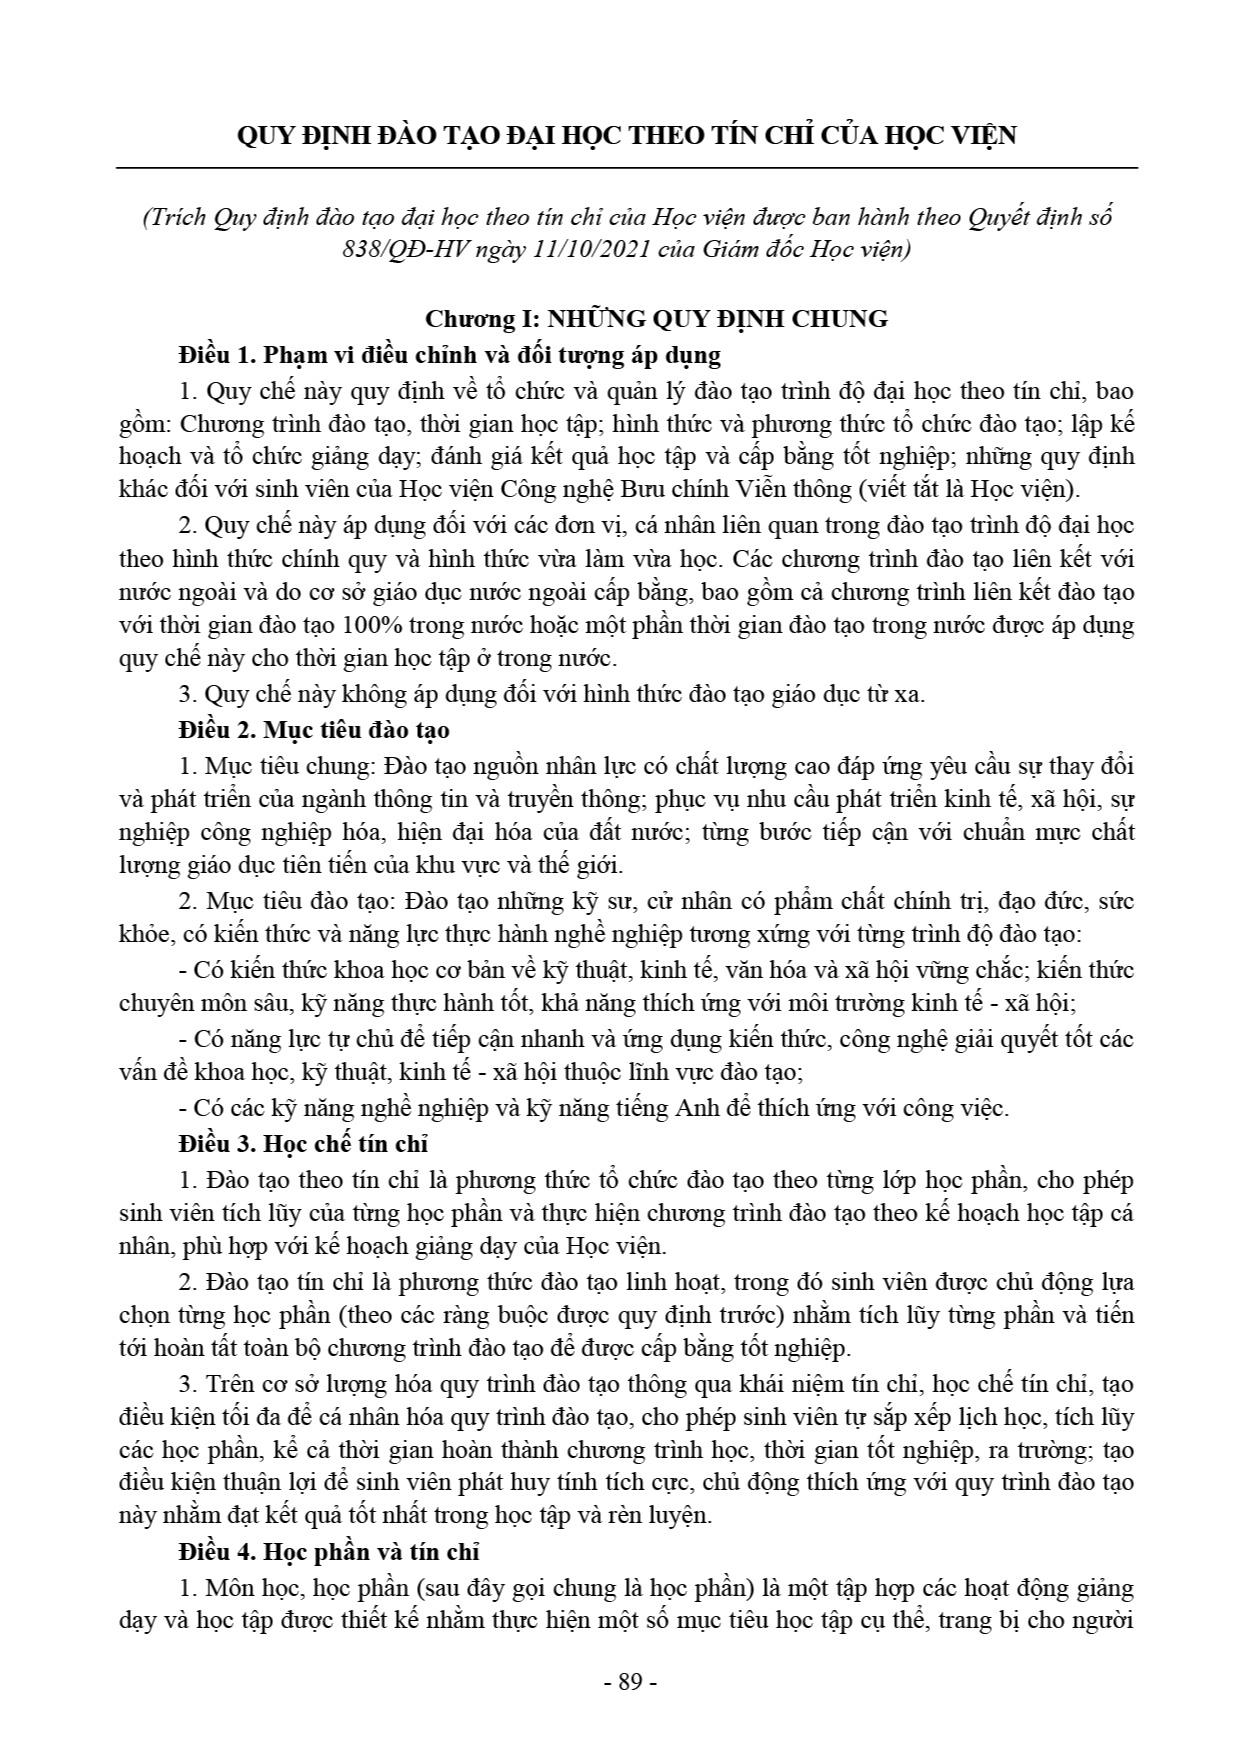 QUY ĐỊNH ĐÀO TẠO ĐẠI HỌC THEO TÍN CHỈ CỦA HỌC VIỆN
(Trích Quy định đào tạo đại học theo tín chỉ của Học viện được ban hành theo Quyết định số
838/QĐ-HV ngày 11/10/2021 của Giám đốc Học viện)
Chương I: NHỮNG QUY ĐỊNH CHUNG
Điều 1. Phạm vi điều chỉnh và đối tượng áp dụng
1. Quy chế này quy định về tổ chức và quản lý đào tạo trình độ đại học theo tín chỉ, bao
gồm: Chương trình đào tạo, thời gian học tập; hình thức và phương thức tổ chức đào tạo; lập kế
hoạch và tổ chức giảng dạy; đánh giá kết quả học tập và cấp bằng tốt nghiệp; những quy định
khác đối với sinh viên của Học viện Công nghệ Bưu chính Viễn thông (viết tắt là Học viện).
2. Quy chế này áp dụng đối với các đơn vị, cá nhân liên quan trong đào tạo trình độ đại học
theo hình thức chính quy và hình thức vừa làm vừa học. Các chương trình đào tạo liên kết với
nước ngoài và do cơ sở giáo dục nước ngoài cấp bằng, bao gồm cả chương trình liên kết đào tạo
với thời gian đào tạo 100% trong nước hoặc một phần thời gian đào tạo trong nước được áp dụng
quy chế này cho thời gian học tập ở trong nước.
3. Quy chế này không áp dụng đối với hình thức đào tạo giáo dục từ xa.
Điều 2. Mục tiêu đào tạo
1. Mục tiêu chung: Đào tạo nguồn nhân lực có chất lượng cao đáp ứng yêu cầu sự thay đổi
và phát triển của ngành thông tin và truyền thông; phục vụ nhu cầu phát triển kinh tế, xã hội, sự
nghiệp công nghiệp hóa, hiện đại hóa của đất nước; từng bước tiếp cận với chuẩn mực chất
lượng giáo dục tiên tiến của khu vực và thế giới.
2. Mục tiêu đào tạo: Đào tạo những kỹ sư, cử nhân có phẩm chất chính trị, đạo đức, sức
khỏe, có kiến thức và năng lực thực hành nghề nghiệp tương xứng với từng trình độ đào tạo:
- Có kiến thức khoa học cơ bản về kỹ thuật, kinh tế, văn hóa và xã hội vững chắc; kiến thức
chuyên môn sâu, kỹ năng thực hành tốt, khả năng thích ứng với môi trường kinh tế - xã hội;
- Có năng lực tự chủ để tiếp cận nhanh và ứng dụng kiến thức, công nghệ giải quyết tốt các
vấn đề khoa học, kỹ thuật, kinh tế - xã hội thuộc lĩnh vực đào tạo;
- Có các kỹ năng nghề nghiệp và kỹ năng tiếng Anh để thích ứng với công việc.
Điều 3. Học chế tín chỉ
1. Đào tạo theo tín chỉ là phương thức tổ chức đào tạo theo từng lớp học phần, cho phép
sinh viên tích lũy của từng học phần và thực hiện chương trình đào tạo theo kế hoạch học tập cá
nhân, phù hợp với kế hoạch giảng dạy của Học viện.
2. Đào tạo tín chỉ là phương thức đào tạo linh hoạt, trong đó sinh viên được chủ động lựa
chọn từng học phần (theo các ràng buộc được quy định trước) nhằm tích lũy từng phần và tiến
tới hoàn tất toàn bộ chương trình đào tạo để được cấp bằng tốt nghiệp.
3. Trên cơ sở lượng hóa quy trình đào tạo thông qua khái niệm tín chỉ, học chế tín chỉ, tạo
điều kiện tối đa để cá nhân hóa quy trình đào tạo, cho phép sinh viên tự sắp xếp lịch học, tích lũy
các học phần, kể cả thời gian hoàn thành chương trình học, thời gian tốt nghiệp, ra trường; tạo
điều kiện thuận lợi để sinh viên phát huy tính tích cực, chủ động thích ứng với quy trình đào tạo
này nhằm đạt kết quả tốt nhất trong học tập và rèn luyện.
Điều 4. Học phần và tín chỉ
1. Môn học, học phần (sau đây gọi chung là học phần) là một tập hợp các hoạt động giảng
dạy và học tập được thiết kế nhằm thực hiện một số mục tiêu học tập cụ thể, trang bị cho người
- 89 -